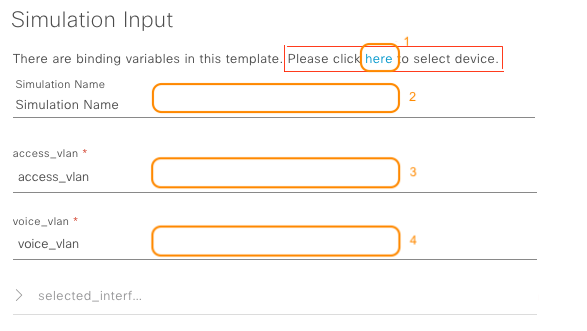 Simulation Input
1
There are binding variables in this template. Please click here to select device.
Simulation Name
Simulation Name
2
access_vlan *
access_vlan
3
voice_vlan *
voice_vlan
4
selected_interf...